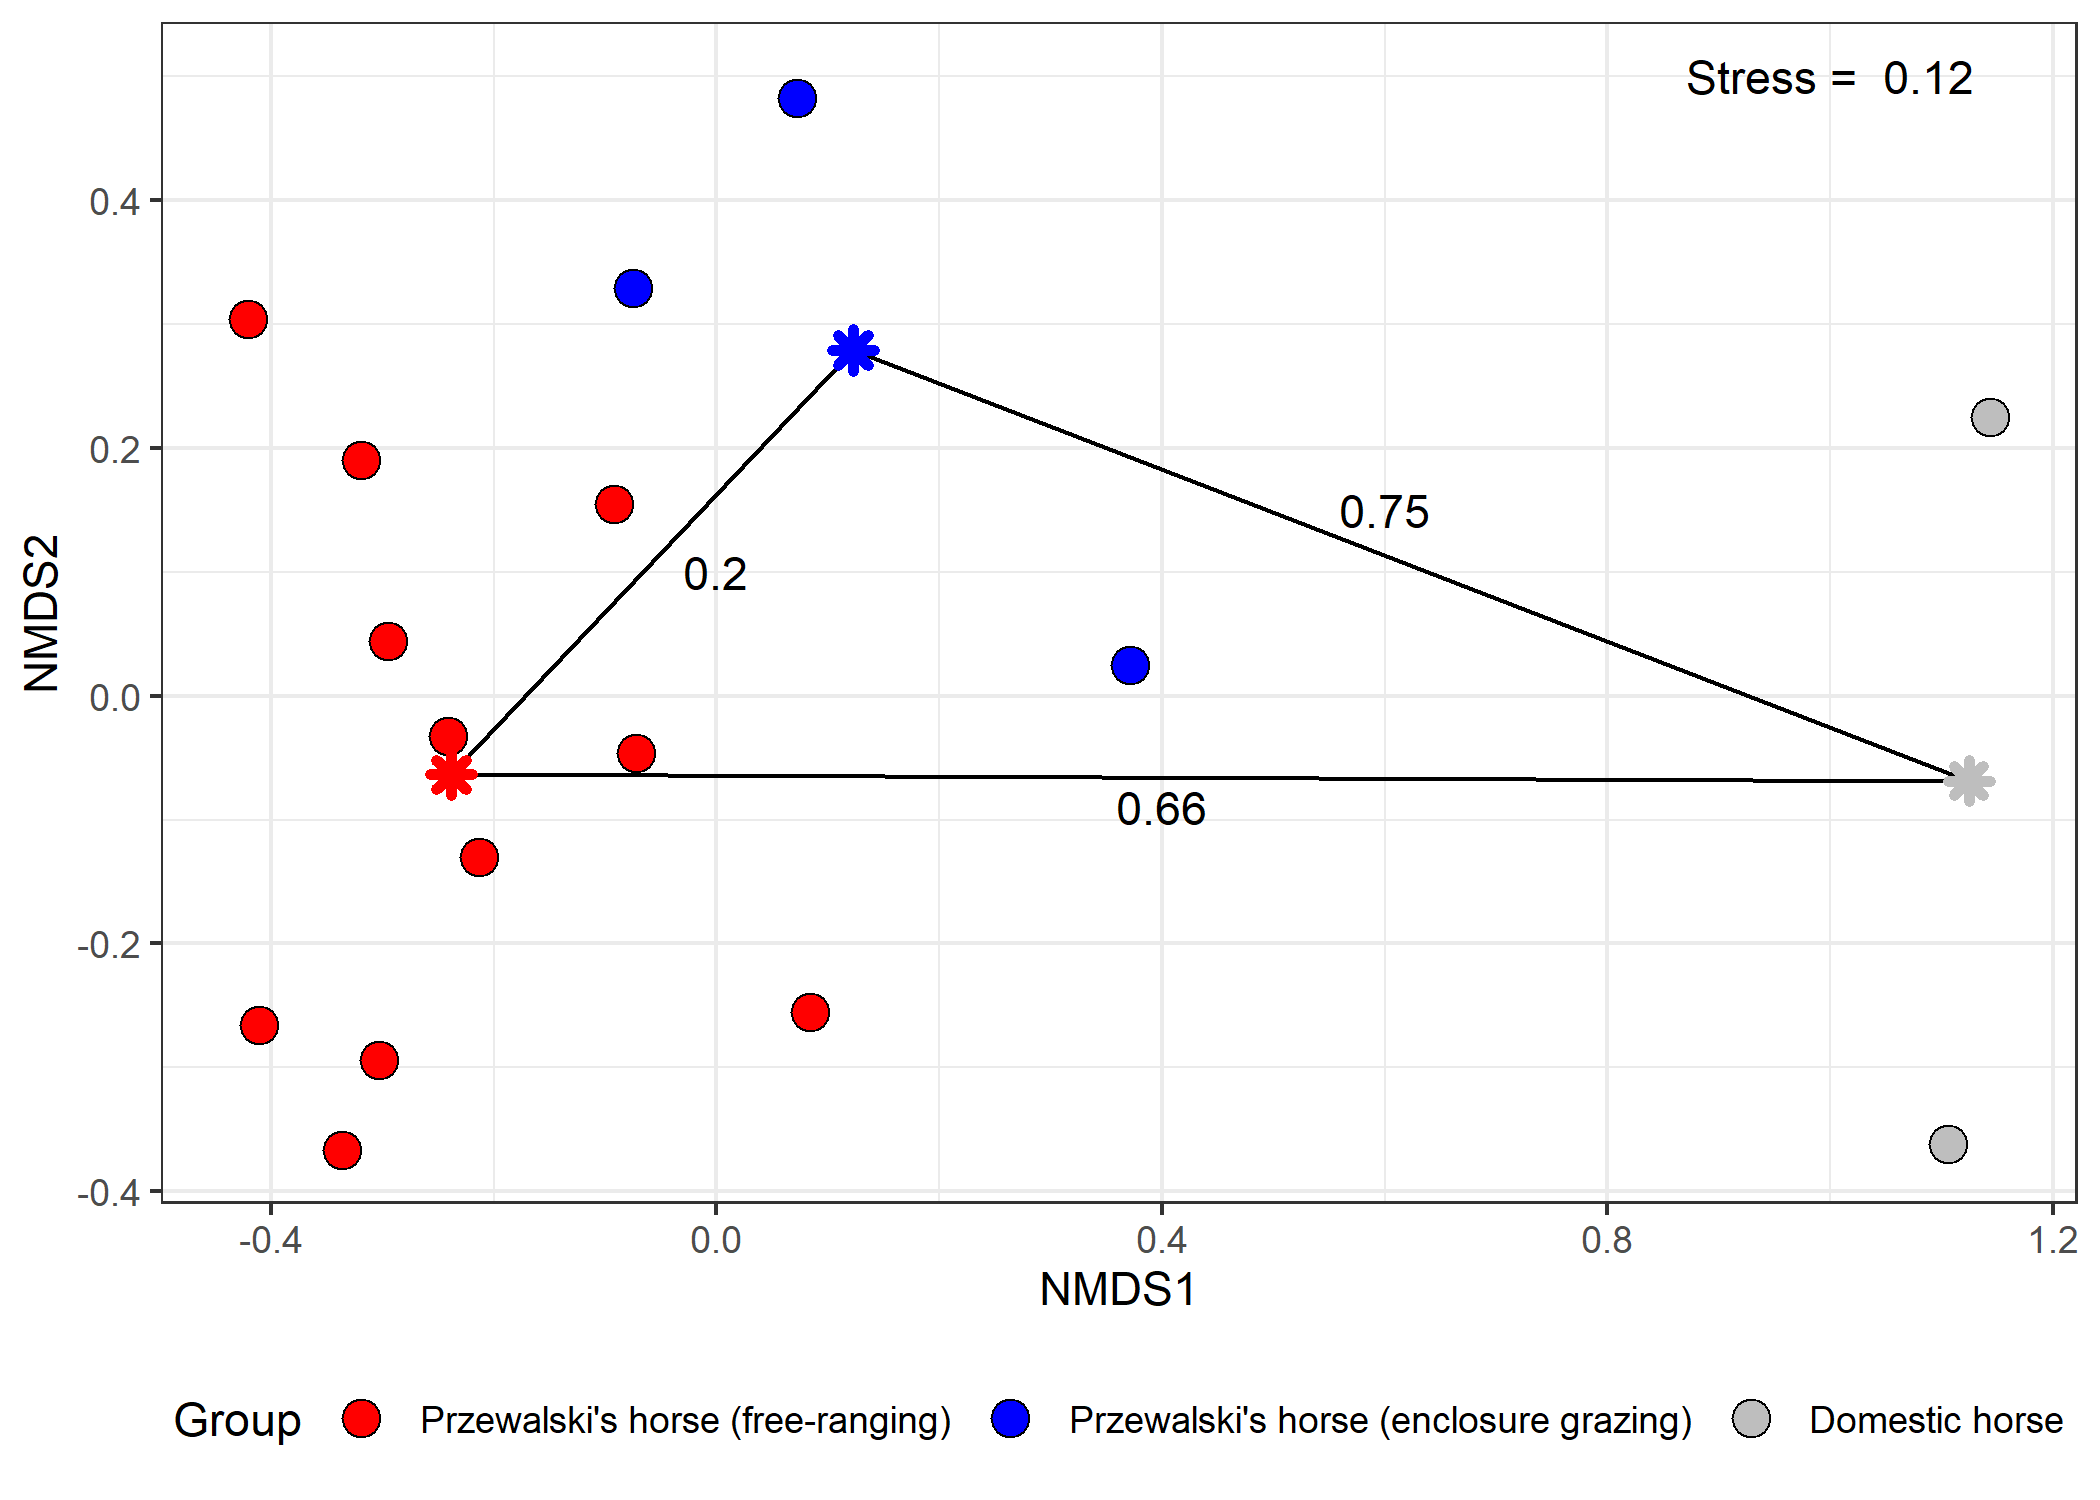 Stress = 0.12
0.4
0.2
0.0
-0.2
-0.4
NMDS2
0.75
0.2
0.66
-0.4
0.0
0.4
0.8
1.2
NMDS1
Group
Przewalski's horse (free-ranging)
Przewalski's horse (enclosure grazing)
Domestic horse